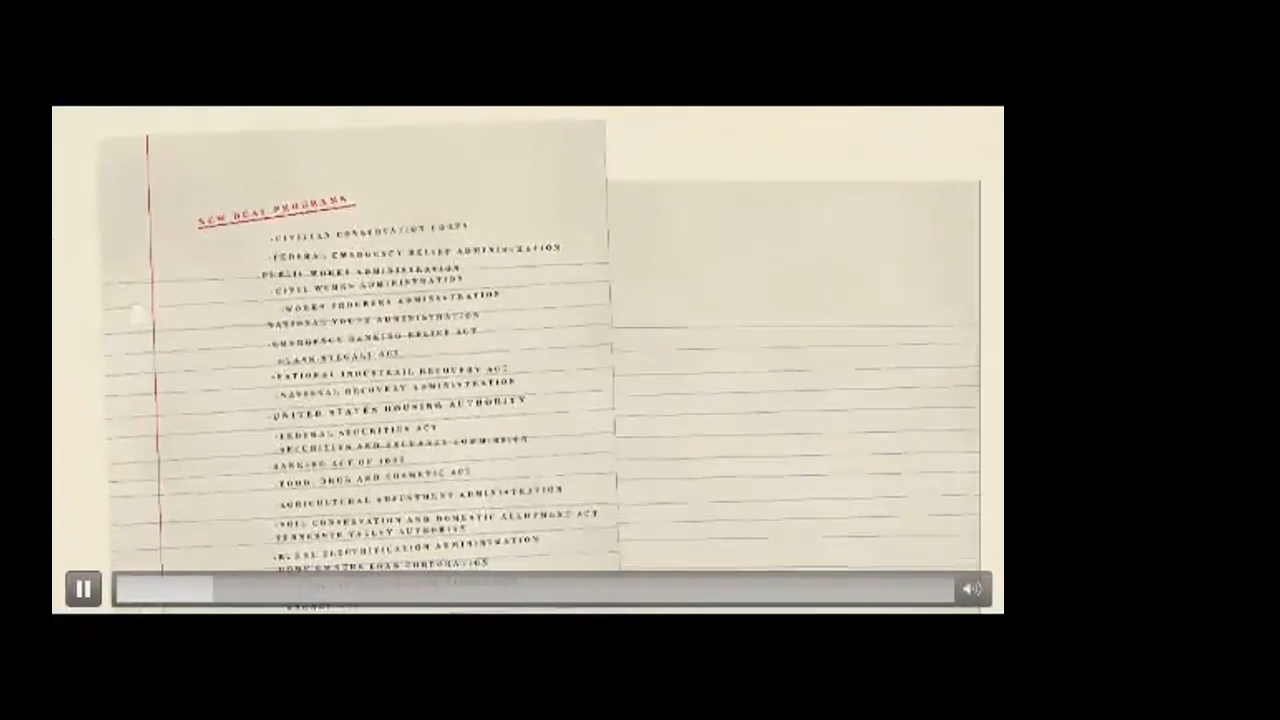 NEW DEAL PROGRAMS
-CIVILIAN CONSERVATION CORPS
-FEDERAL EMERGENCY RELIEF ADMINISTRATION
-PUBLIC WORKS ADMINISTRATION
-CIVIL WORKS ADMINISTRATION
-WORKS PROGRESS ADMINISTRATION
-NATIONAL YOUTH ADMINISTRATION
-EMERGENCY BANKING RELIEF ACT
-GLASS-STEGALL ACT
-NATIONAL INDUSTRAIL RECOVERY ACT
-NATIONAL RECOVERY ADMINISTRATION
-UNITED STATES HOUSING AUTHORITY
-FEDERAL SECURITIES ACT
-SECURITIES AND EXCHANGE COMMISSION
-BANKING ACT OF
-FOOD, DRUG AND COSMETIC ACT
-AGRICULTURAL ADJUSTMENT ADMINISTRATION
-SOIL CONSERVATION AND DOMESTIC ALLOPMENT ACT
-TENNESSEE VALLEY AUTHORITY
-RURAL ELECTRIFICATION ADMINISTRATION
-HOME OWNERS LOAN CORPORATION